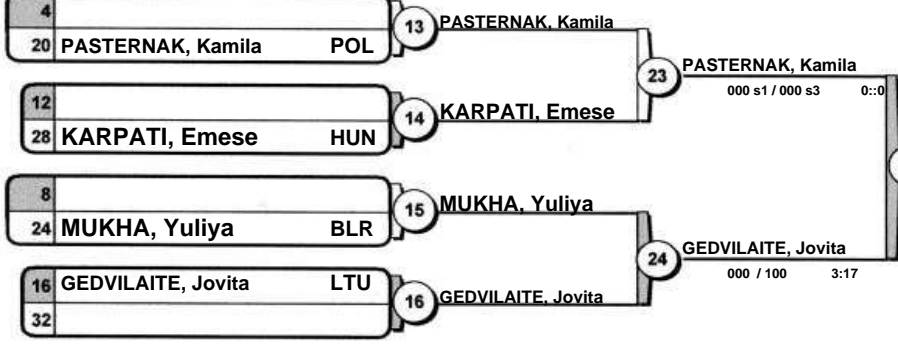 4
20 PASTERNAK, Kamila POL
13 PASTERNAK, Kamila
12
28 KARPATI, Emese HUN
14 KARPATI, Emese
23 PASTERNAK, Kamila
000 s1 / 000 s3 0::0
8
24 MUKHA, Yuliya BLR
15 MUKHA, Yuliya
16 GEDVILAITE, Jovita LTU
32
16 GEDVILAITE, Jovita
24 GEDVILAITE, Jovita
000 / 100 3:17